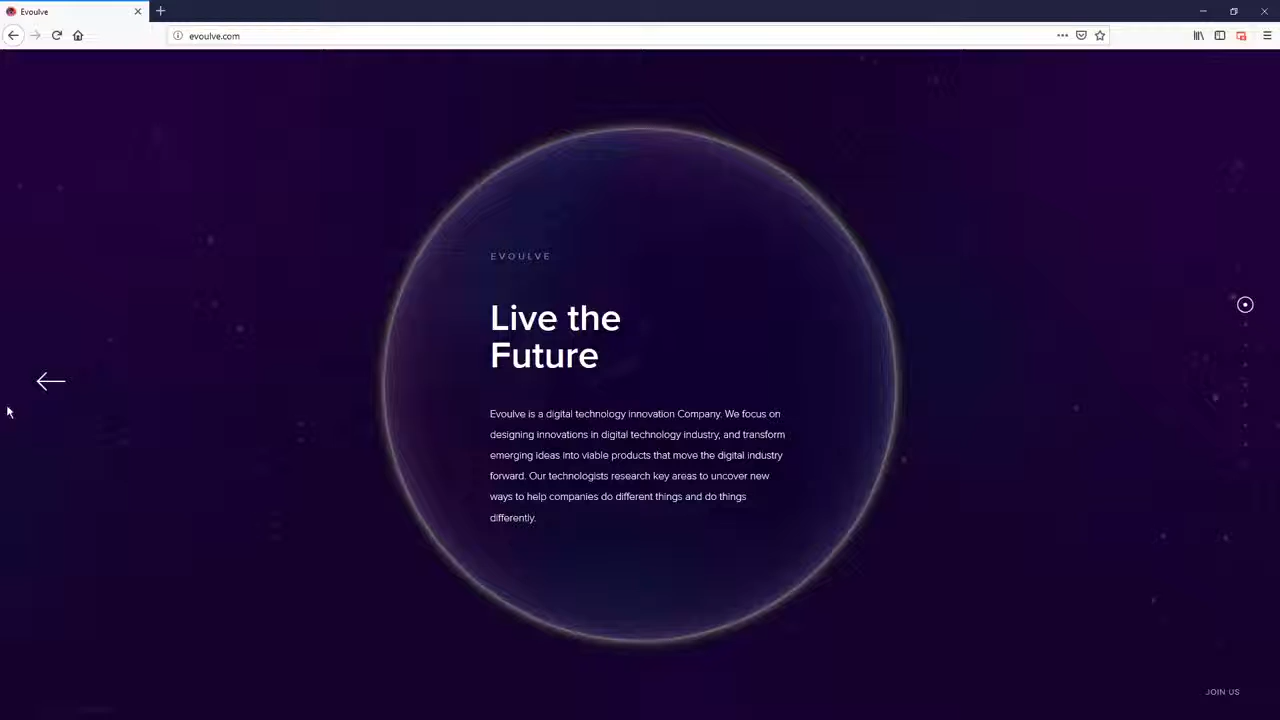 Evoulve
evoulve.com
EVOULVE
Live the
Future
Evoulve is a digital technology innovation Company. We focus on
designing innovations in digital technology industry, and transform
emerging ideas into viable products that move the digital industry
forward. Our technologists research key areas to uncover new
ways to help companies do different things and do things
differently.
JOIN US